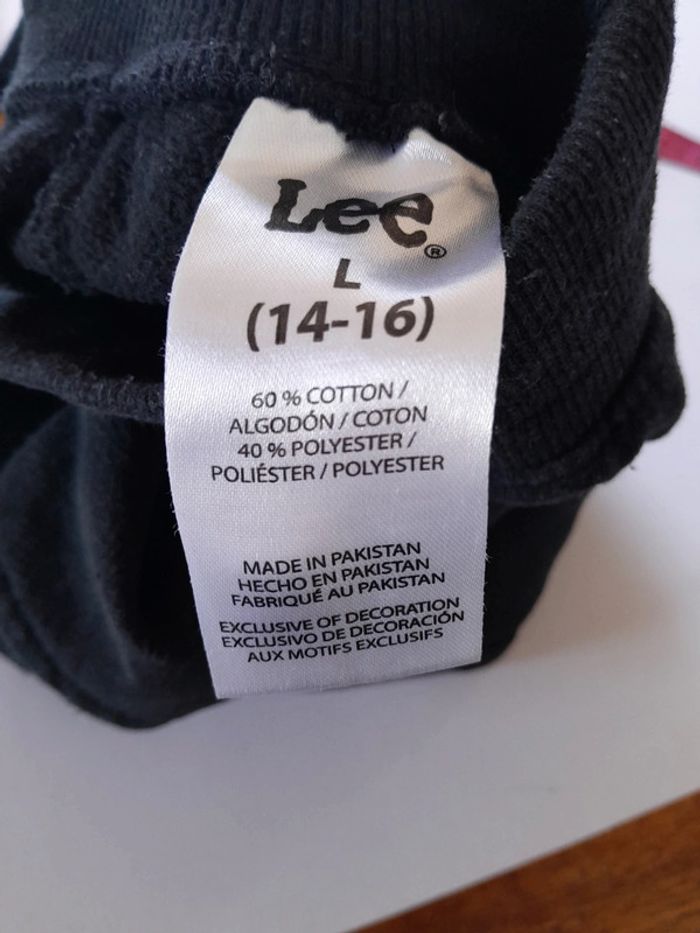 Lee®
L
(14-16)
60 % COTTON /
ALGODÓN / COTON
40 % POLYESTER /
POLIÉSTER / POLYESTER
MADE IN PAKISTAN
HECHO EN PAKISTAN
FABRIQUÉ AU PAKISTAN
EXCLUSIVE OF DECORATION
EXCLUSIVO DE DECORACIÓN
AUX MOTIFS EXCLUSIFS